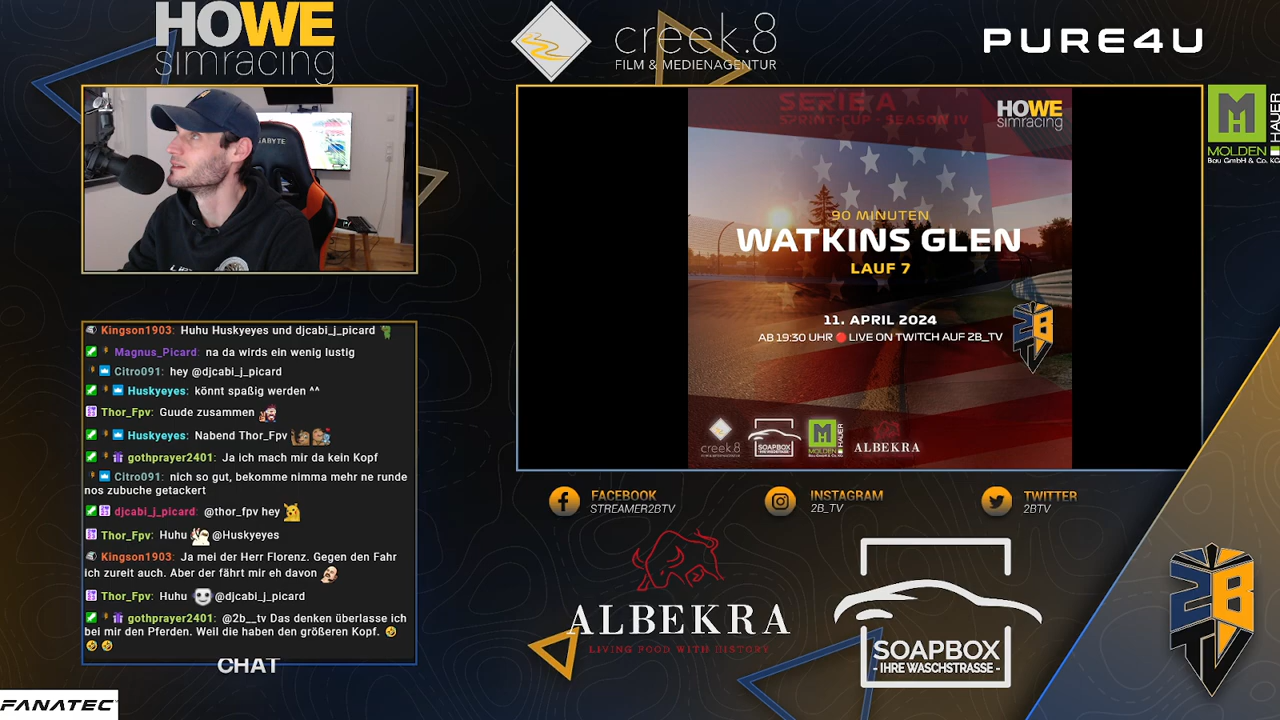 HOWE
simracing
creek.8
FILM & MEDIENAGENTUR
PURE4U
MOLDEN
HAUER
Bau GmbH & Co. KG
SERIE A
SPRINT-CUP - SEASON IV
HOWE
simracing
90 MINUTEN
WATKINS GLEN
LAUF 7
11. APRIL 2024
AB 19:30 UHR 🔴 LIVE ON TWITCH AUF 2B_TV
2B
TV
creek.8
SOAPBOX
MOLDEN
HAUER
ALBEKRA
Kingson1903: Huhu Huskyeyes und djcabi_j_picard
Magnus_Picard: na da wirds ein wenig lustig
Citro091: hey @djcabi_j_picard
Huskyeyes: könnt spaßig werden ^^
Thor_Fpv: Guude zusammen
Huskyeyes: Nabend Thor_Fpv
gothprayer2401: Ja ich mach mir da kein Kopf
Citro091: nich so gut, bekomme nimma mehr ne runde
nos zubuche getackert
djcabi_j_picard: @thor_fpv hey
Thor_Fpv: Huhu @Huskyeyes
Kingson1903: Ja mei der Herr Florenz. Gegen den Fahr
ich zureit auch. Aber der fährt mir eh davon
Thor_Fpv: Huhu @djcabi_j_picard
gothprayer2401: @2b__tv Das denken überlasse ich
bei mir den Pferden. Weil die haben den größeren Kopf. 🤣
🤣 🤣
CHAT
FACEBOOK
STREAMER2BTV
INSTAGRAM
2B_TV
TWITTER
2BTV
ALBEKRA
LIVING FOOD WITH HISTORY
SOAPBOX
- IHRE WASCHSTRASSE -
2B
TV
FANATEC